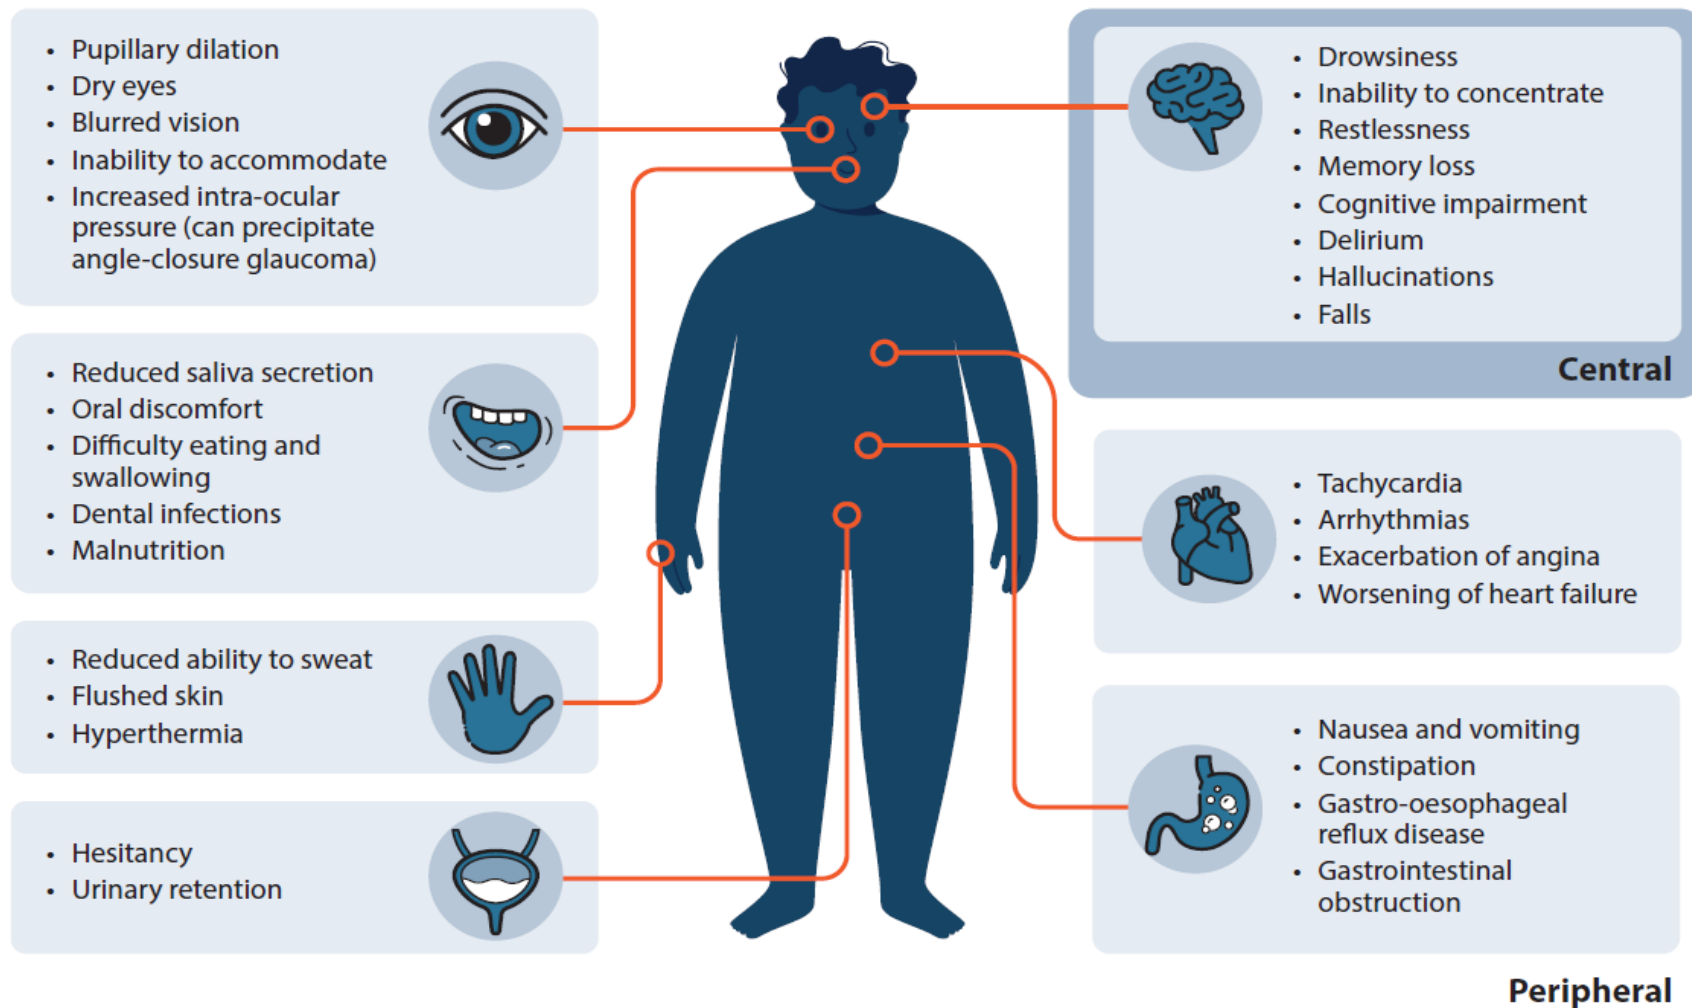 • Pupillary dilation
• Dry eyes
• Blurred vision
• Inability to accommodate
• Increased intra-ocular
pressure (can precipitate
angle-closure glaucoma)
• Reduced saliva secretion
• Oral discomfort
• Difficulty eating and
swallowing
• Dental infections
• Malnutrition
• Reduced ability to sweat
• Flushed skin
• Hyperthermia
• Hesitancy
• Urinary retention
• Drowsiness
• Inability to concentrate
• Restlessness
• Memory loss
• Cognitive impairment
• Delirium
• Hallucinations
• Falls
Central
• Tachycardia
• Arrhythmias
• Exacerbation of angina
• Worsening of heart failure
• Nausea and vomiting
• Constipation
• Gastro-oesophageal
reflux disease
• Gastrointestinal
obstruction
Peripheral